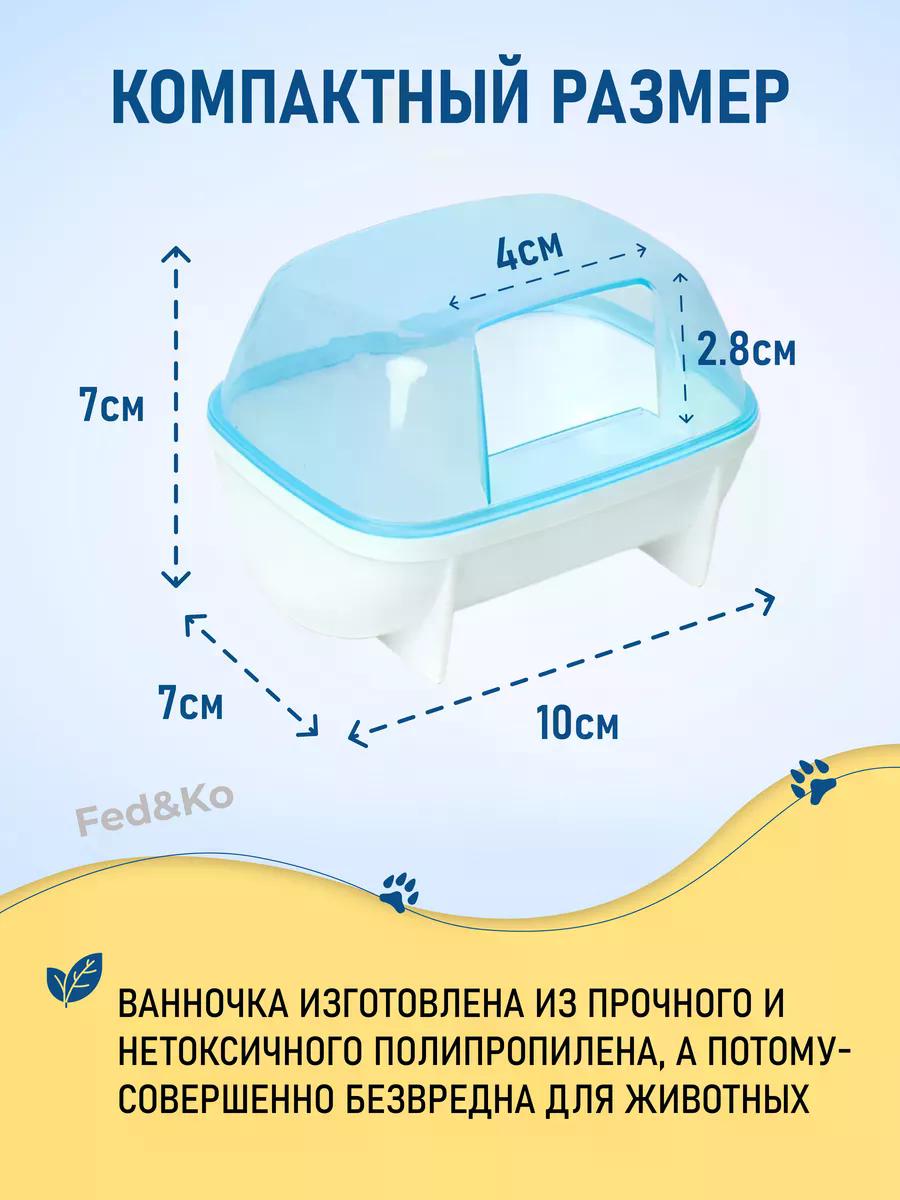 КОМПАКТНЫЙ РАЗМЕР
4см
2.8см
7см
7см
10см
Fed&Ko
ВАННОЧКА ИЗГОТОВЛЕНА ИЗ ПРОЧНОГО И
НЕТОКСИЧНОГО ПОЛИПРОПИЛЕНА, А ПОТОМУ-
СОВЕРШЕННО БЕЗВРЕДНА ДЛЯ ЖИВОТНЫХ